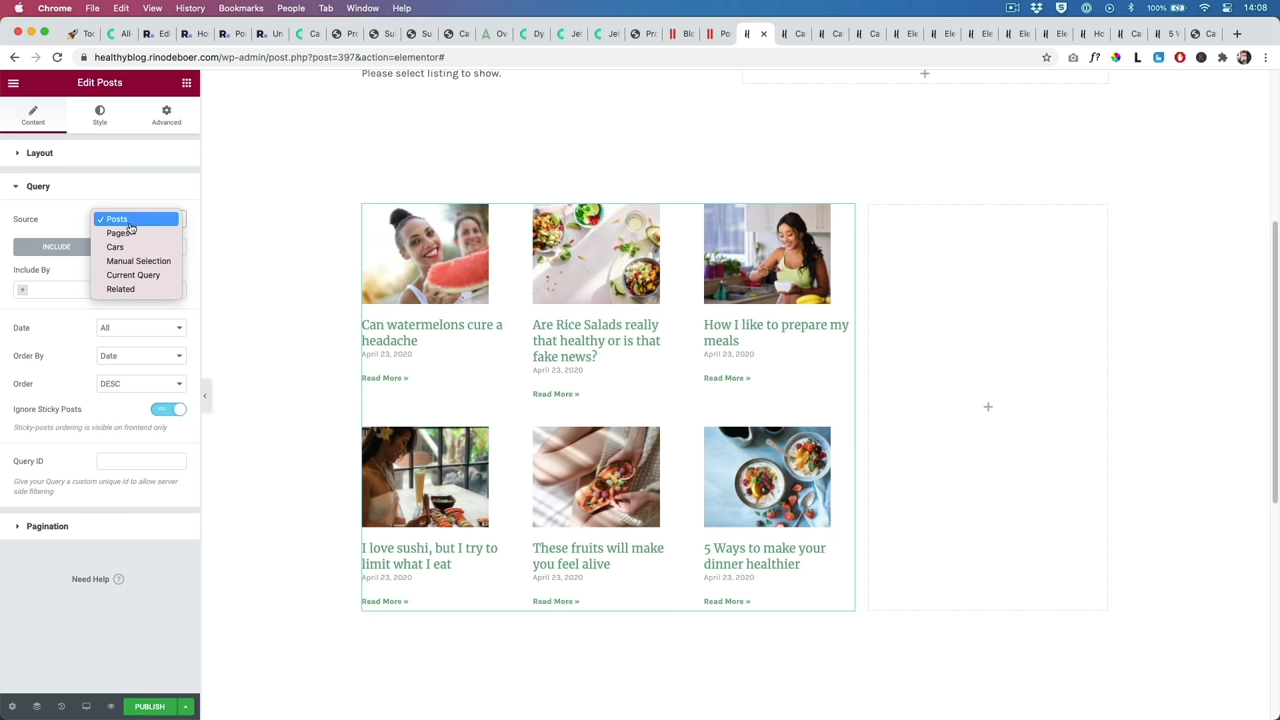 Chrome File Edit View History Bookmarks People Tab Window Help 14:08
healthyblog.rinodeboer.com/wp-admin/post.php?post=397&action=elementor#
Edit Posts
Please select listing to show.
Content Style Advanced
Layout
Query
Source
Posts
Pages
Cars
Manual Selection
Current Query
Related
INCLUDE
Include By
Date All
Order By Date
Order DESC
Ignore Sticky Posts YES
Sticky-posts ordering is visible on frontend only
Query ID
Give your Query a custom unique id to allow server
side filtering
Pagination
Need Help ?
PUBLISH
Can watermelons cure a
headache
April 23, 2020
Read More »
Are Rice Salads really
that healthy or is that
fake news?
April 23, 2020
Read More »
How I like to prepare my
meals
April 23, 2020
Read More »
I love sushi, but I try to
limit what I eat
April 23, 2020
Read More »
These fruits will make
you feel alive
April 23, 2020
Read More »
5 Ways to make your
dinner healthier
April 23, 2020
Read More »